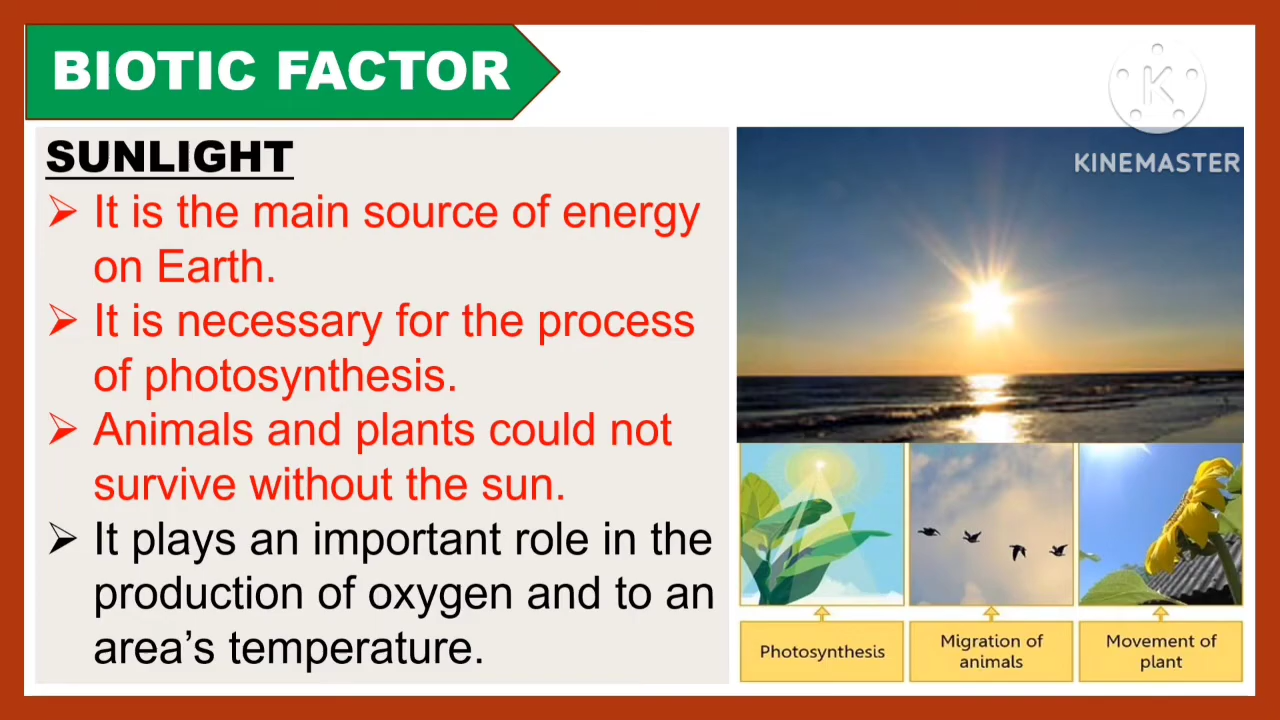 BIOTIC FACTOR
K
KINEMASTER
SUNLIGHT
➢ It is the main source of energy
on Earth.
➢ It is necessary for the process
of photosynthesis.
➢ Animals and plants could not
survive without the sun.
➢ It plays an important role in the
production of oxygen and to an
area’s temperature.
Photosynthesis
Migration of
animals
Movement of
plant